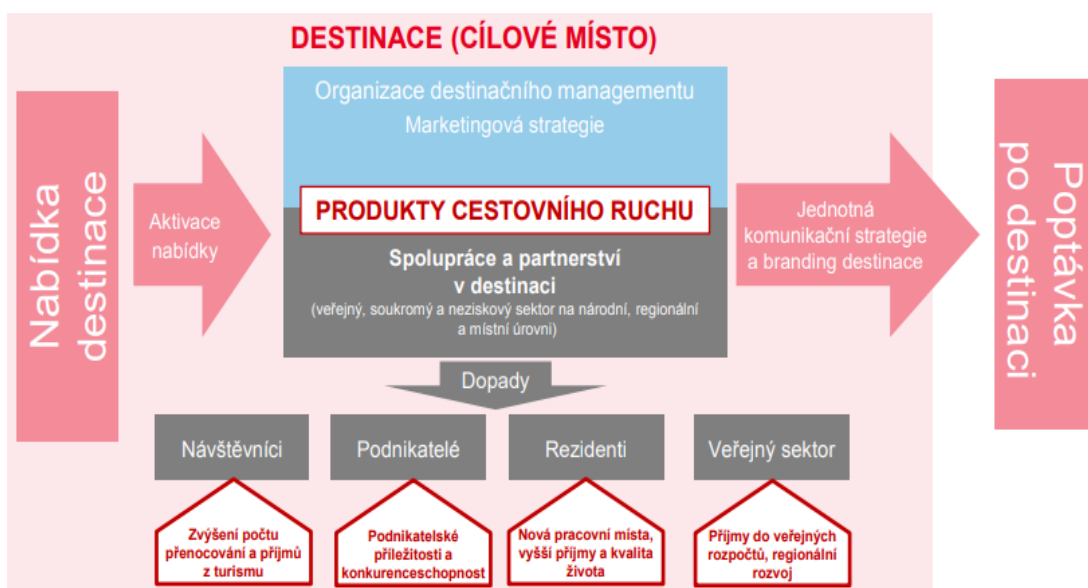 DESTINACE (CÍLOVÉ MÍSTO)
Nabídka
destinace
Aktivace
nabídky
Organizace destinačního managementu
Marketingová strategie
PRODUKTY CESTOVNÍHO RUCHU
Spolupráce a partnerství
v destinaci
(veřejný, soukromý a neziskový sektor na národní, regionální
a místní úrovni)
Jednotná
komunikační strategie
a branding destinace
Poptávka
po destinaci
Dopady
Návštěvníci
Podnikatelé
Rezidenti
Veřejný sektor
Zvýšení počtu
přenocování a příjmů
z turismu
Podnikatelské
příležitosti a
konkurenceschopnost
Nová pracovní místa,
vyšší příjmy a kvalita
života
Příjmy do veřejných
rozpočtů, regionální
rozvoj